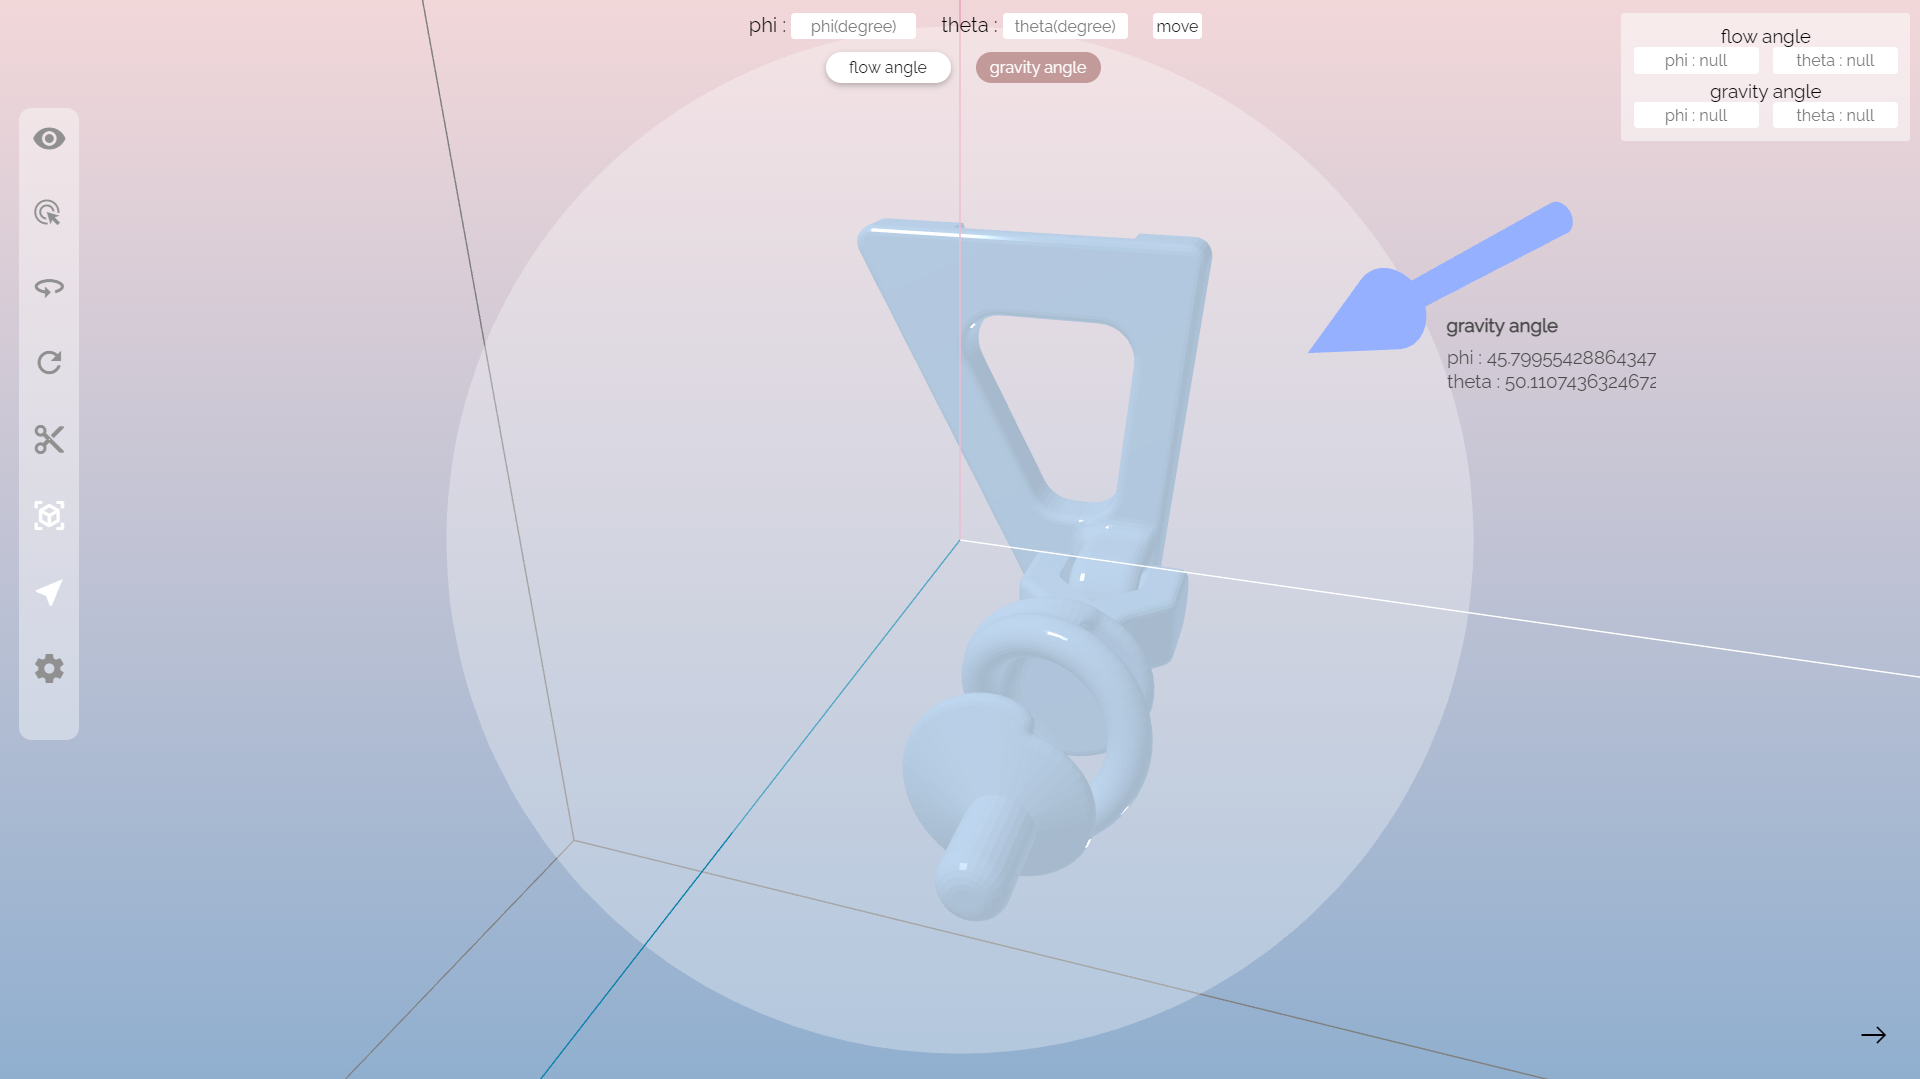 phi : phi(degree) theta : theta(degree) move
flow angle gravity angle
flow angle
phi : null theta : null
gravity angle
phi : null theta : null
gravity angle
phi : 45.79955428864347
theta : 50.1107436324672